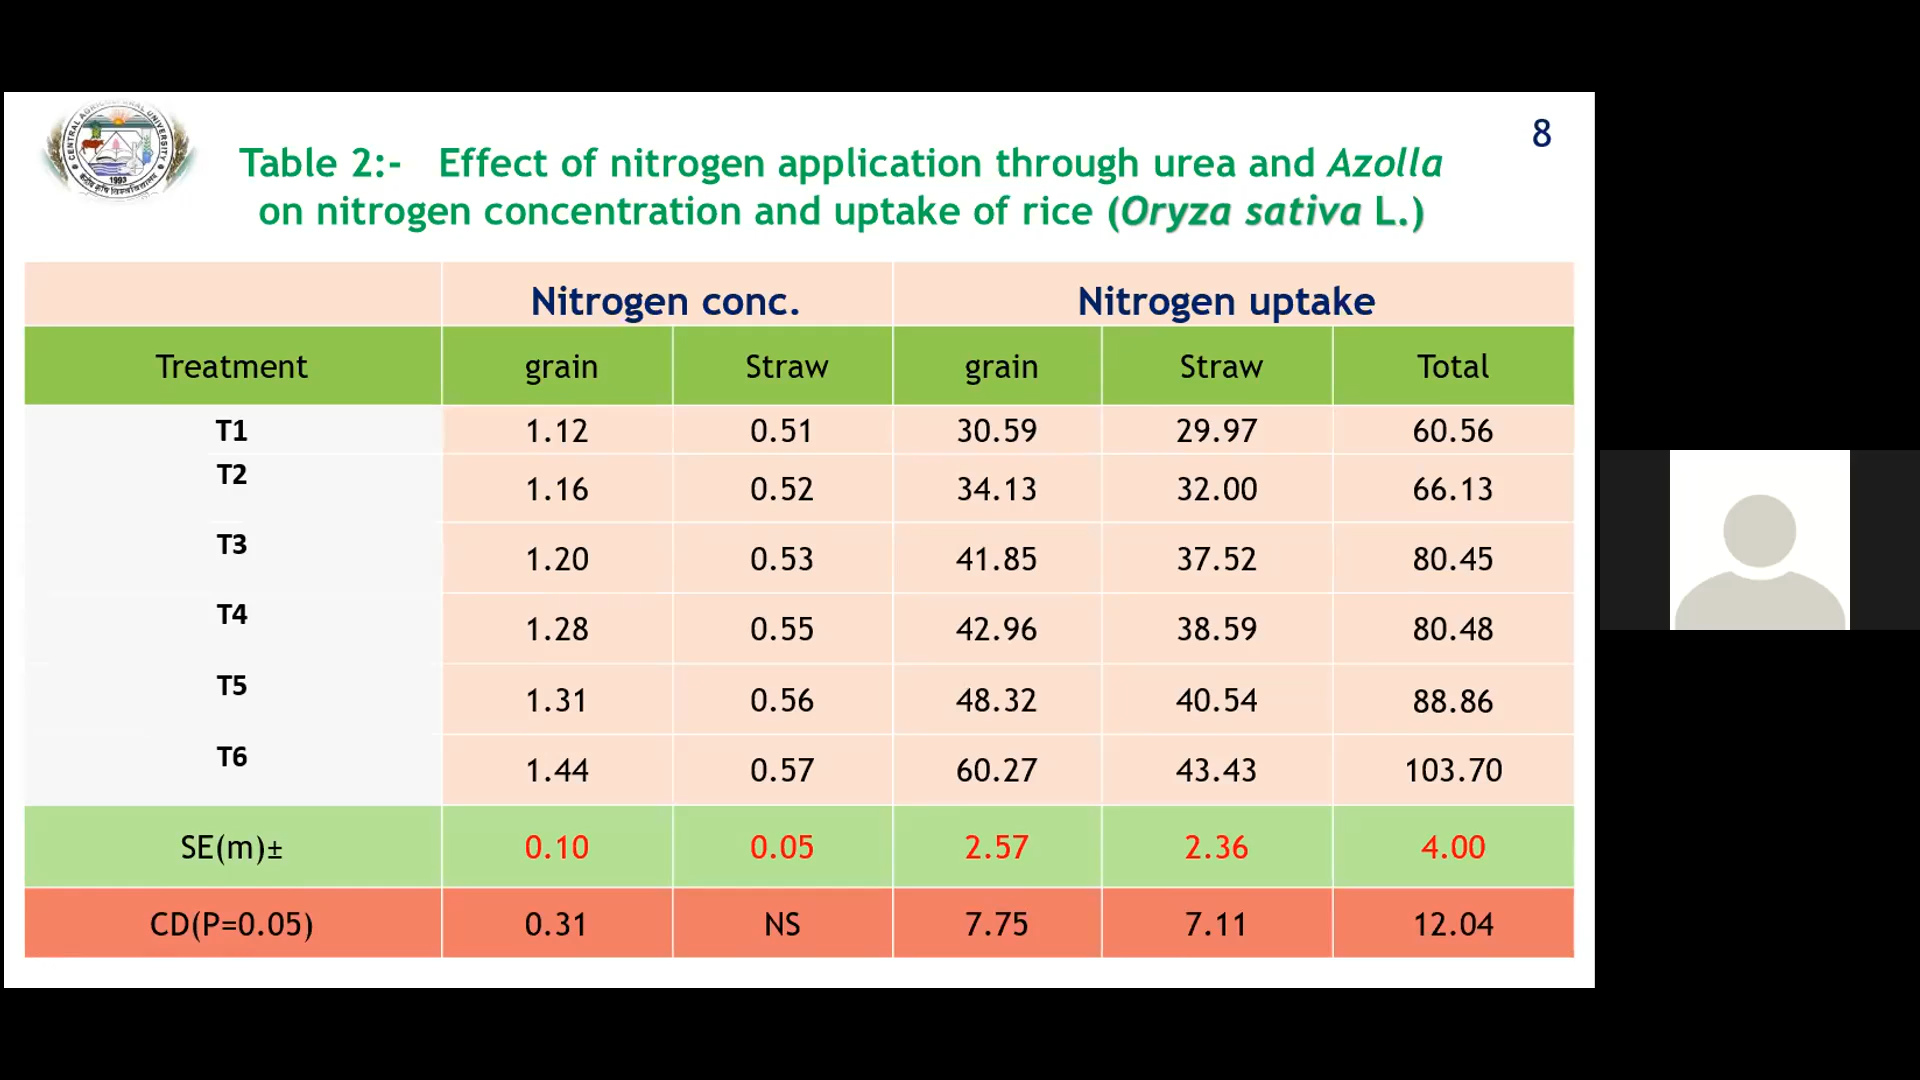 CENTRAL AGRICULTURAL UNIVERSITY
1993
8
Table 2:- Effect of nitrogen application through urea and Azolla
on nitrogen concentration and uptake of rice (Oryza sativa L.)
Nitrogen conc. Nitrogen uptake
Treatment grain Straw grain Straw Total
T1 1.12 0.51 30.59 29.97 60.56
T2 1.16 0.52 34.13 32.00 66.13
T3 1.20 0.53 41.85 37.52 80.45
T4 1.28 0.55 42.96 38.59 80.48
T5 1.31 0.56 48.32 40.54 88.86
T6 1.44 0.57 60.27 43.43 103.70
SE(m)± 0.10 0.05 2.57 2.36 4.00
CD(P=0.05) 0.31 NS 7.75 7.11 12.04